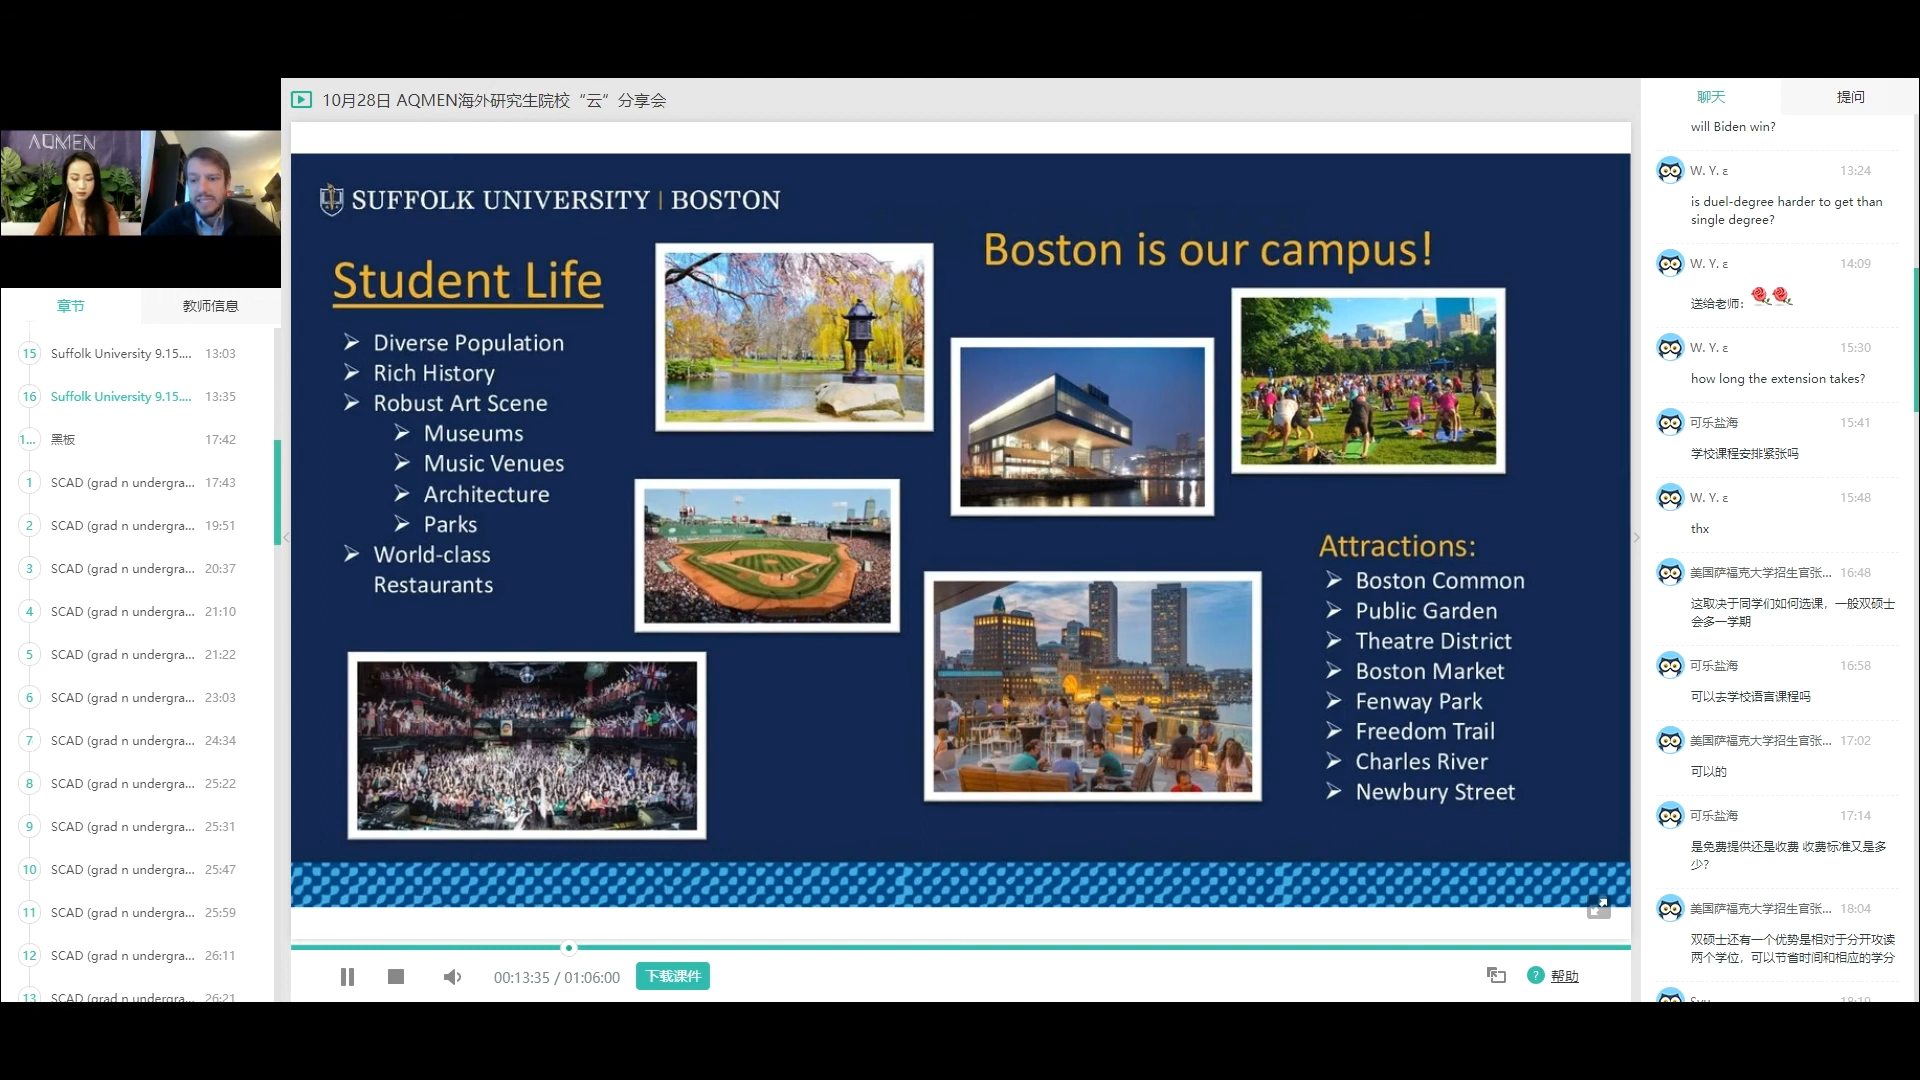 10月28日 AQMEN海外研究生院校“云”分享会
AQMEN
章节
教师信息
15 Suffolk University 9.15.... 13:03
16 Suffolk University 9.15.... 13:35
1... 黑板 17:42
1 SCAD (grad n undergra... 17:43
2 SCAD (grad n undergra... 19:51
3 SCAD (grad n undergra... 20:37
4 SCAD (grad n undergra... 21:10
5 SCAD (grad n undergra... 21:22
6 SCAD (grad n undergra... 23:03
7 SCAD (grad n undergra... 24:34
8 SCAD (grad n undergra... 25:22
9 SCAD (grad n undergra... 25:31
10 SCAD (grad n undergra... 25:47
11 SCAD (grad n undergra... 25:59
12 SCAD (grad n undergra... 26:11
13 SCAD (grad n undergra... 26:21
SUFFOLK UNIVERSITY | BOSTON
Student Life
Diverse Population
Rich History
Robust Art Scene
Museums
Music Venues
Architecture
Parks
World-class
Restaurants
Boston is our campus!
Attractions:
Boston Common
Public Garden
Theatre District
Boston Market
Fenway Park
Freedom Trail
Charles River
Newbury Street
00:13:35 / 01:06:00
下载课件
? 帮助
聊天
提问
will Biden win?
W. Y. ε 13:24
is duel-degree harder to get than
single degree?
W. Y. ε 14:09
送给老师：
W. Y. ε 15:30
how long the extension takes?
可乐盐海 15:41
学校课程安排紧张吗
W. Y. ε 15:48
thx
美国萨福克大学招生官张... 16:48
这取决于同学们如何选课，一般双硕士
会多一学期
可乐盐海 16:58
可以去学校语言课程吗
美国萨福克大学招生官张... 17:02
可以的
可乐盐海 17:14
是免费提供还是收费 收费标准又是多
少？
美国萨福克大学招生官张... 18:04
双硕士还有一个优势是相对于分开攻读
两个学位，可以节省时间和相应的学分
18:19